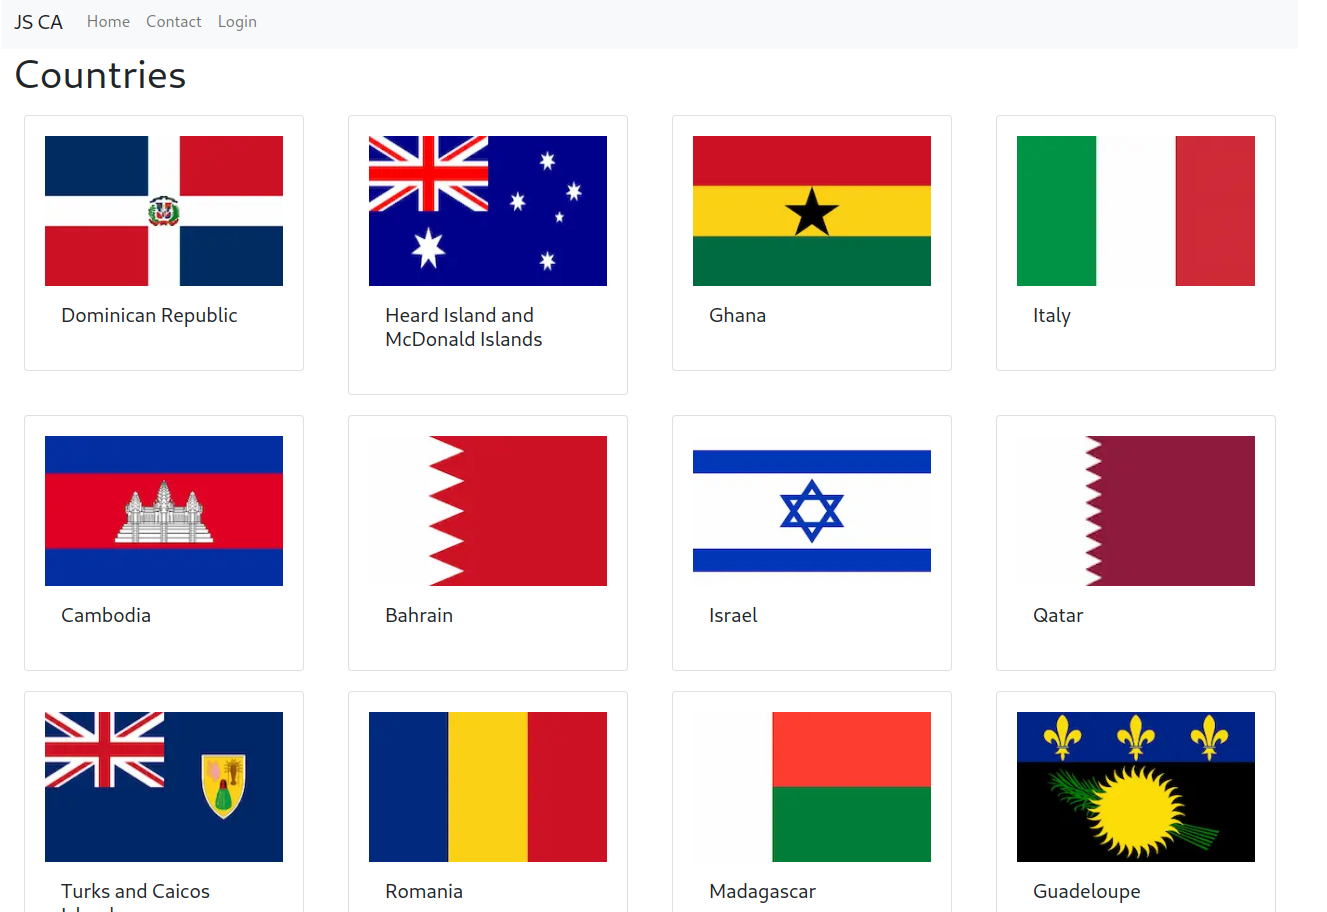 JS CA Home Contact Login
Countries
Dominican Republic
Heard Island and
McDonald Islands
Ghana
Italy
Cambodia
Bahrain
Israel
Qatar
Turks and Caicos
Romania
Madagascar
Guadeloupe